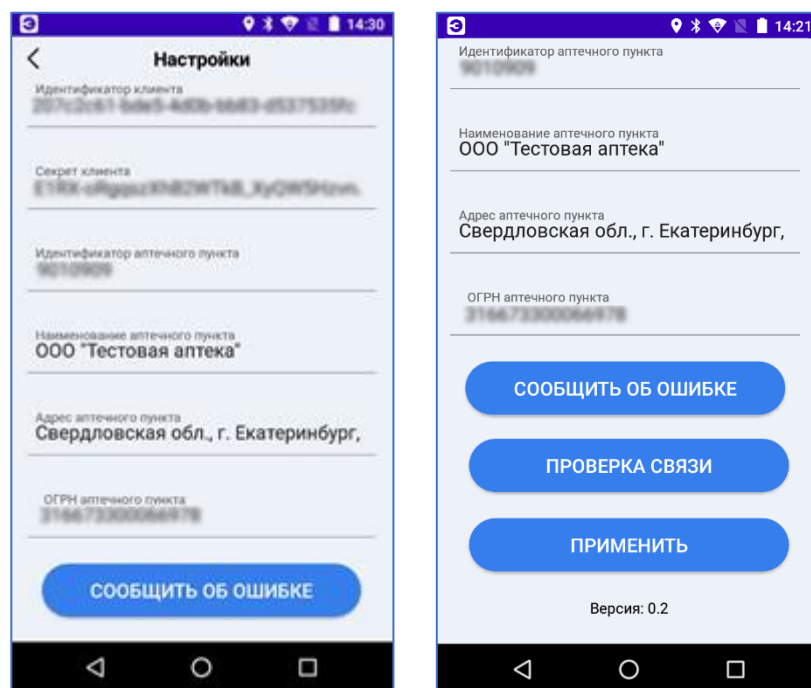 14:30
Настройки
Идентификатор клиента
Секрет клиента
Идентификатор аптечного пункта
Наименование аптечного пункта
ООО "Тестовая аптека"
Адрес аптечного пункта
Свердловская обл., г. Екатеринбург,
ОГРН аптечного пункта
СООБЩИТЬ ОБ ОШИБКЕ
14:21
Идентификатор аптечного пункта
Наименование аптечного пункта
ООО "Тестовая аптека"
Адрес аптечного пункта
Свердловская обл., г. Екатеринбург,
ОГРН аптечного пункта
СООБЩИТЬ ОБ ОШИБКЕ
ПРОВЕРКА СВЯЗИ
ПРИМЕНИТЬ
Версия: 0.2